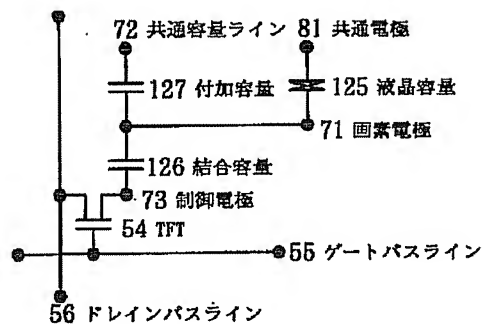 72 共通容量ライン 81 共通電極
127 付加容量 125 液晶容量
71 画素電極
126 結合容量
73 制御電極
54 TFT
55 ゲートバスライン
56 ドレインバスライン